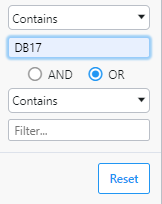 Contains
DB17
AND OR
Contains
Filter...
Reset